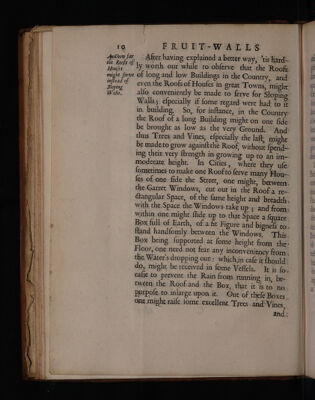 10 FRUIT-WALLS
And even for the Roofs of Houses might serve instead of Sloping Walls.
After having explained a better way, 'tis hard-
ly worth our while to observe that the Roofs
of long and low Buildings in the Country, and
even the Roofs of Houses in great Towns, might
also conveniently be made to serve for Sloping
Walls; especially if some regard were had to it
in building. So, for instance, in the Country
the Roof of a long Building might on one side
be brought as low as the very Ground. And
thus Trees and Vines, especially the last, might
be made to grow against the Roof, without spend-
ing their very strength in growing up to an im-
moderate height. In Cities, where they use
sometimes to make one Roof to serve many Hou-
ses of one side the Street, one might, between
the Garret Windows, cut out in the Roof a re-
ctangular Space, of the same height and breadth
with the Space the Windows take up; and from
within one might slide up to that Space a square
Box full of Earth, of a fit Figure and bigness to
stand handsomly between the Windows. This
Box being supported at some height from the
Floor, one need not fear any inconveniency from
the Water's dropping out: which, in case it should
do, might be received in some Vessels. It is so
easie to prevent the Rain from running in, be-
tween the Roof and the Box, that it is to no
purpose to inlarge upon it. Out of these Boxes
one might raise some excellent Trees and Vines,
and